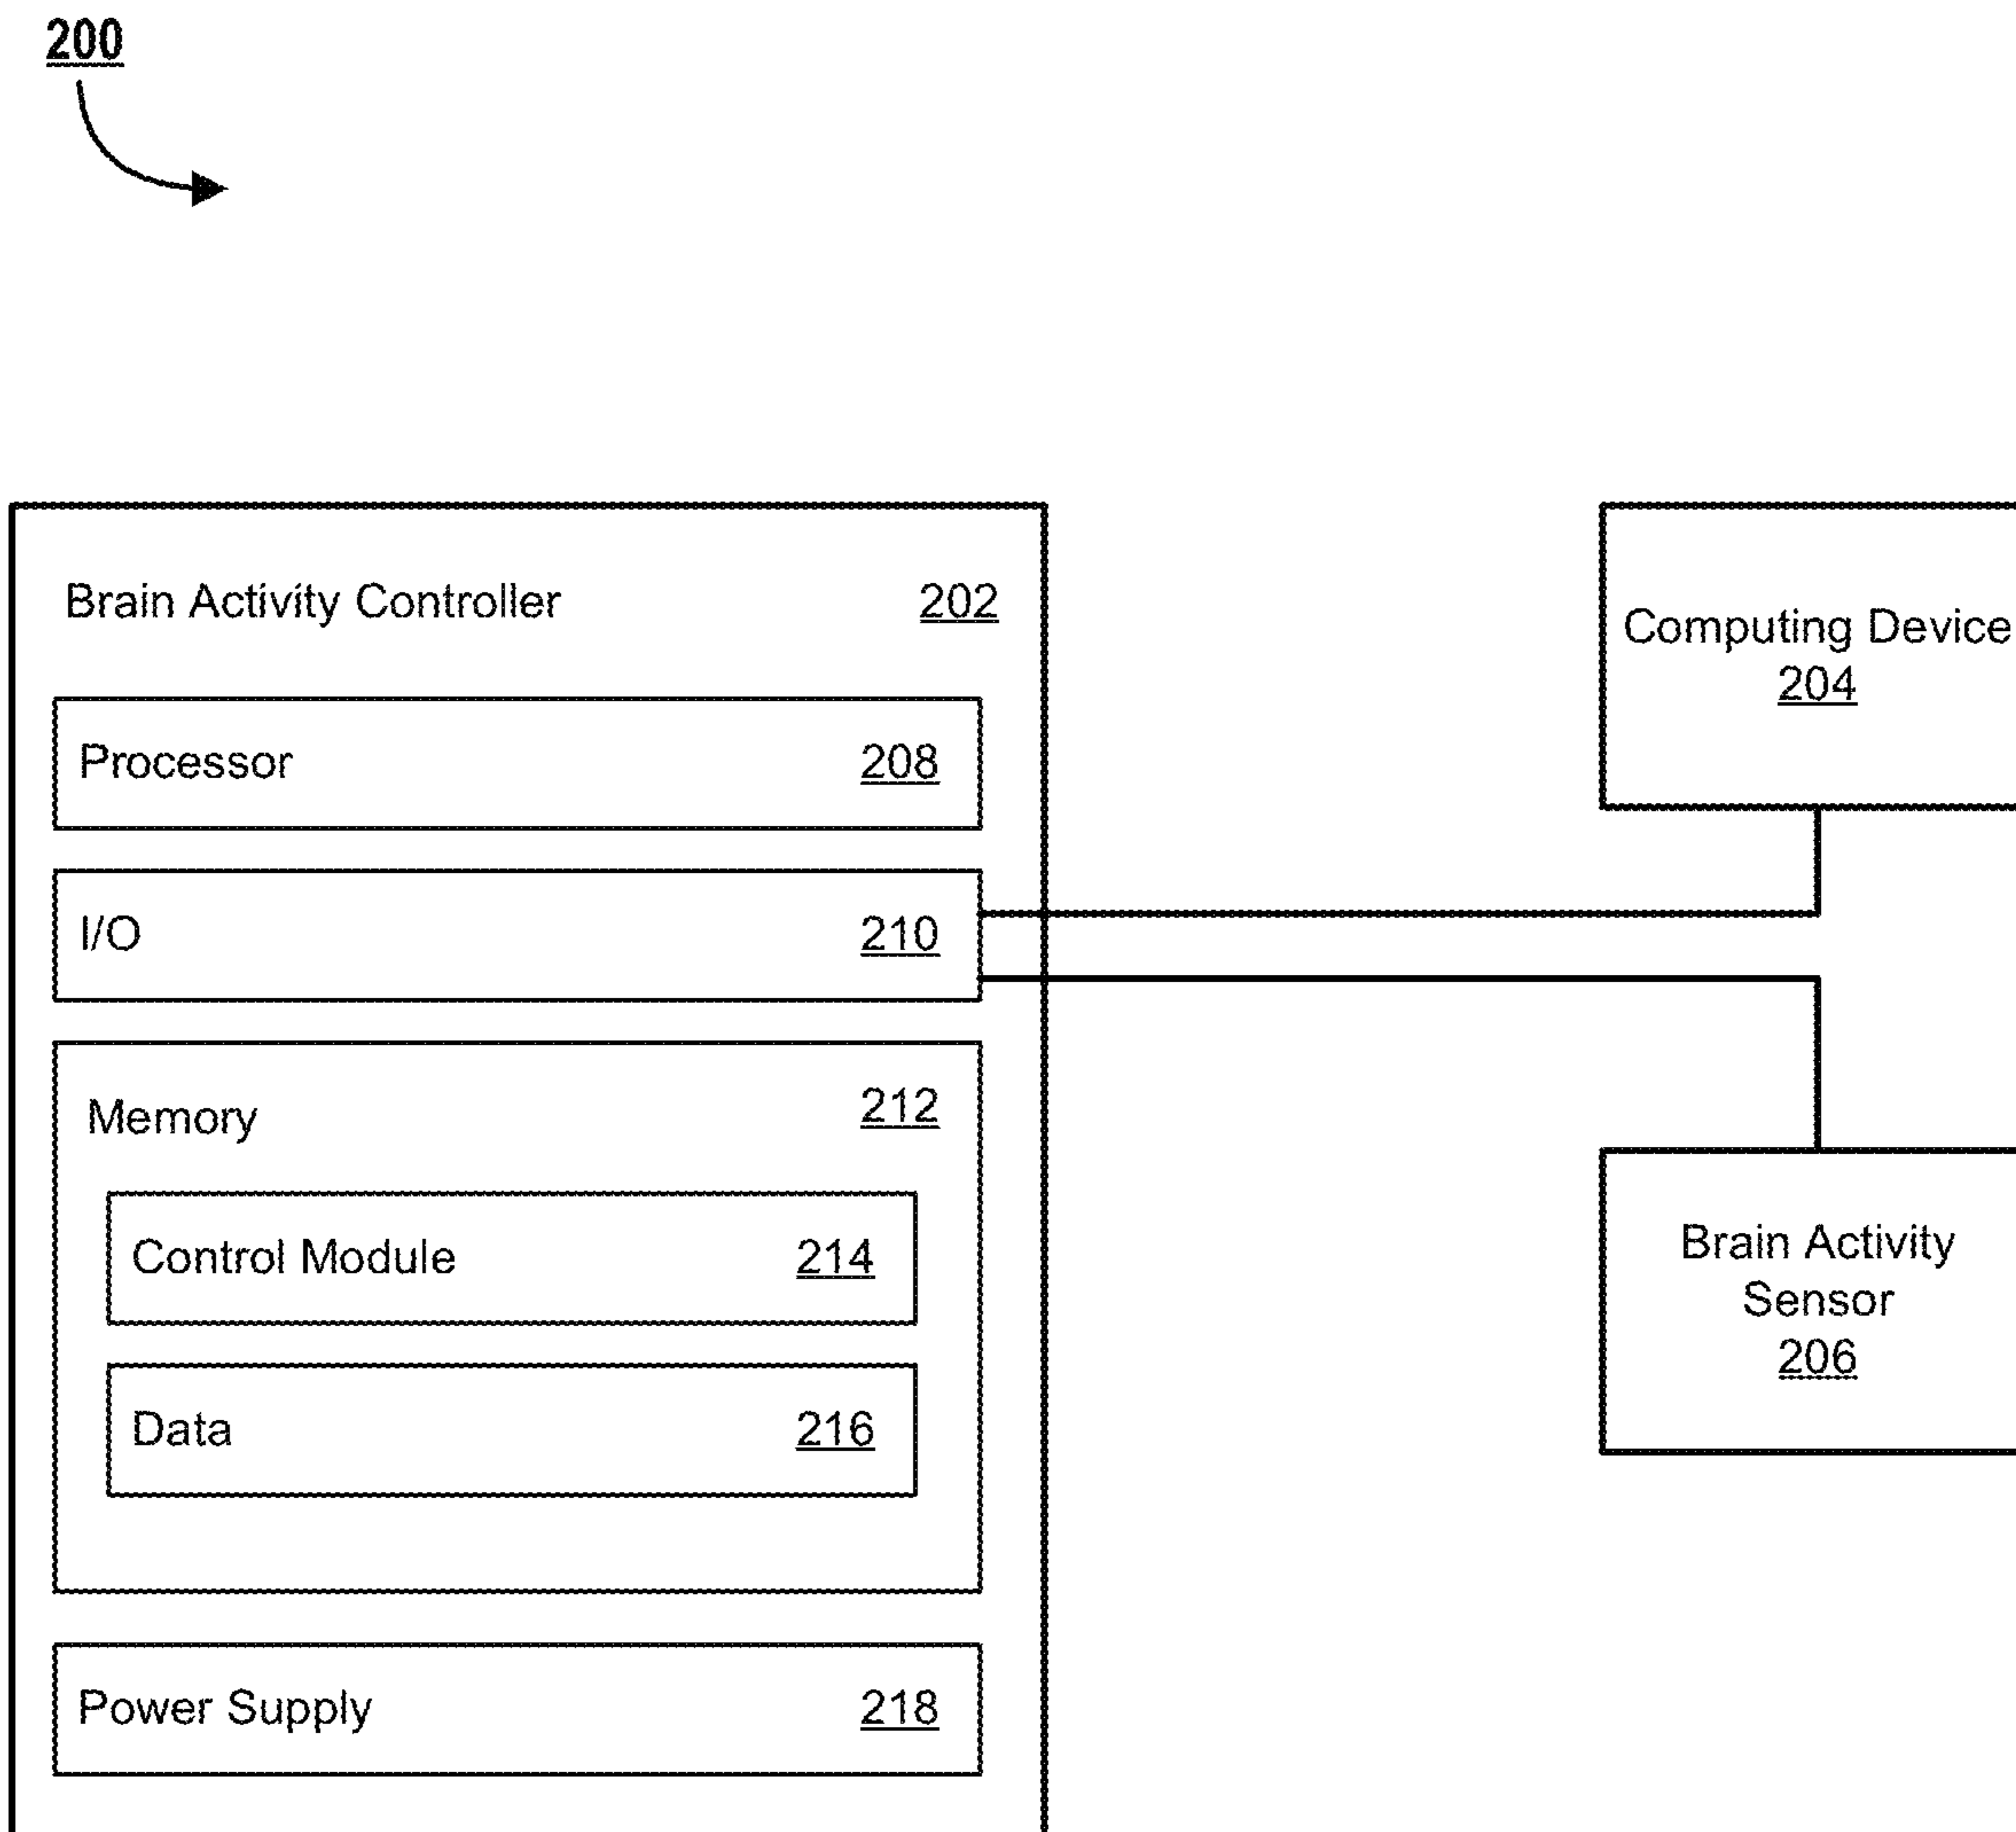 200
Brain Activity Controller 202
Processor 208
I/O 210
Memory 212
Control Module 214
Data 216
Power Supply 218
Computing Device
204
Brain Activity
Sensor
206